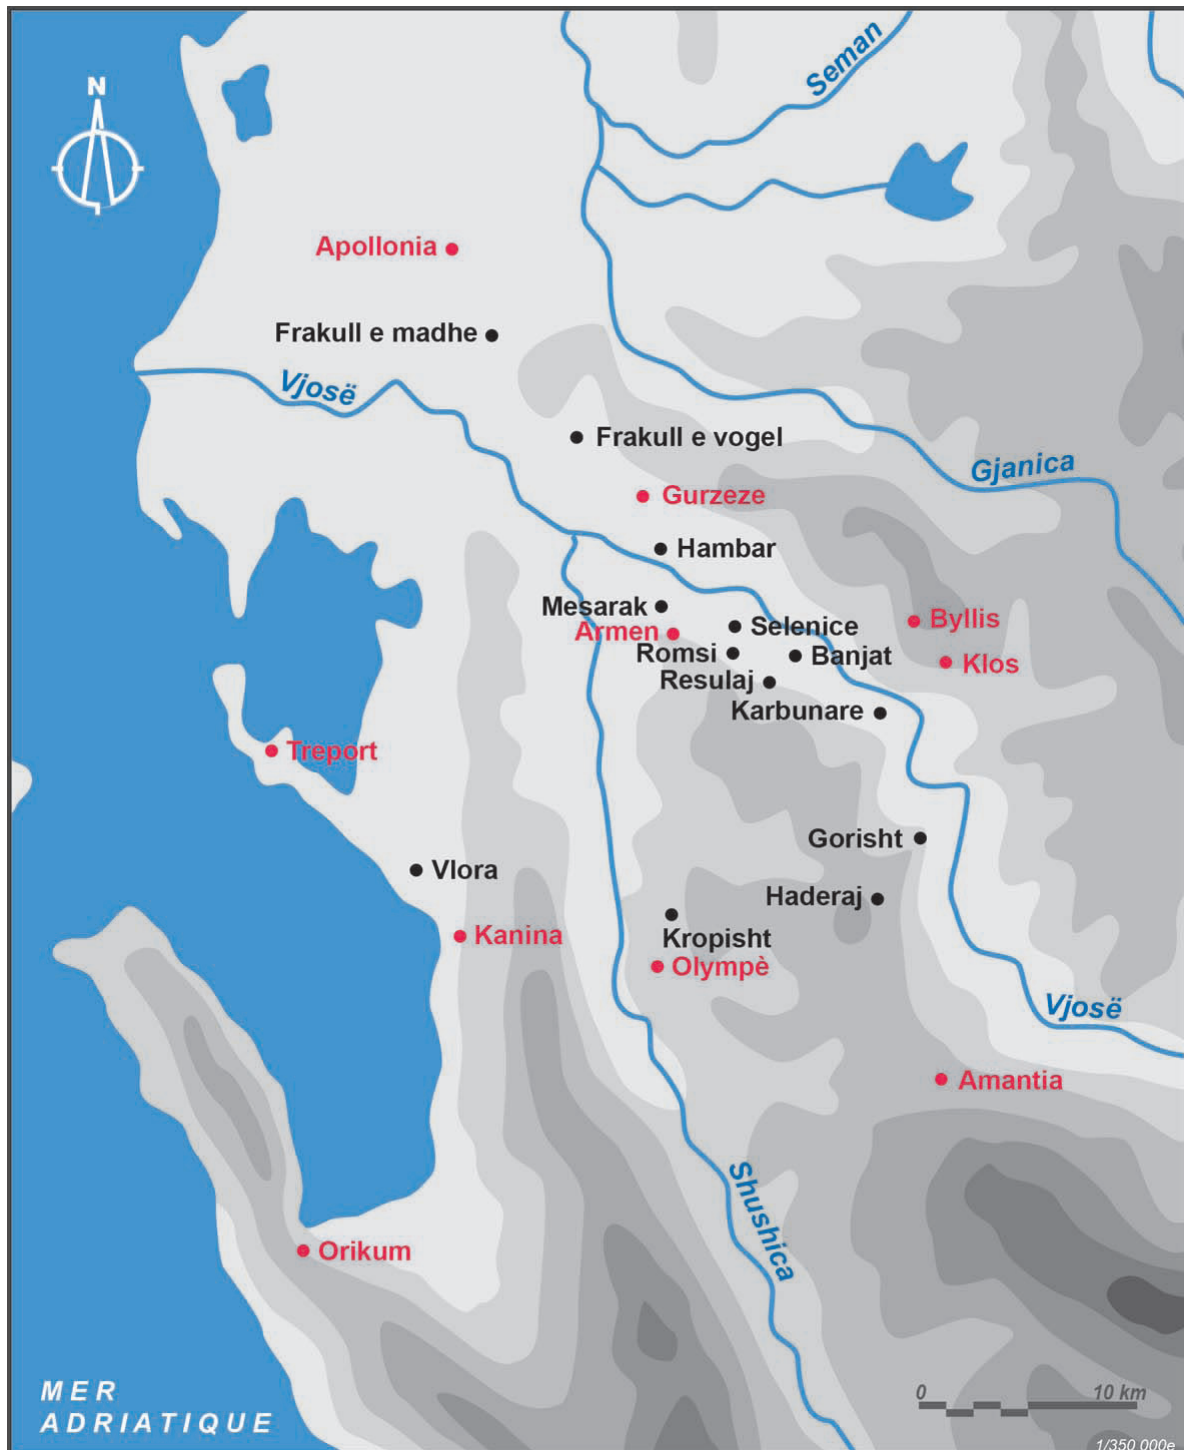 N
Seman
Apollonia
Frakull e madhe
Vjosë
Frakull e vogel
Gjanica
Gurzeze
Hambar
Mesarak
Armen
Selenice
Byllis
Romsi
Banjat
Klos
Resulaj
Karbunare
Treport
Gorisht
Vlora
Haderaj
Kanina
Kropisht
Olympè
Vjosë
Amantia
Shushica
Orikum
MER
ADRIATIQUE
0 10 km
1/350 000e